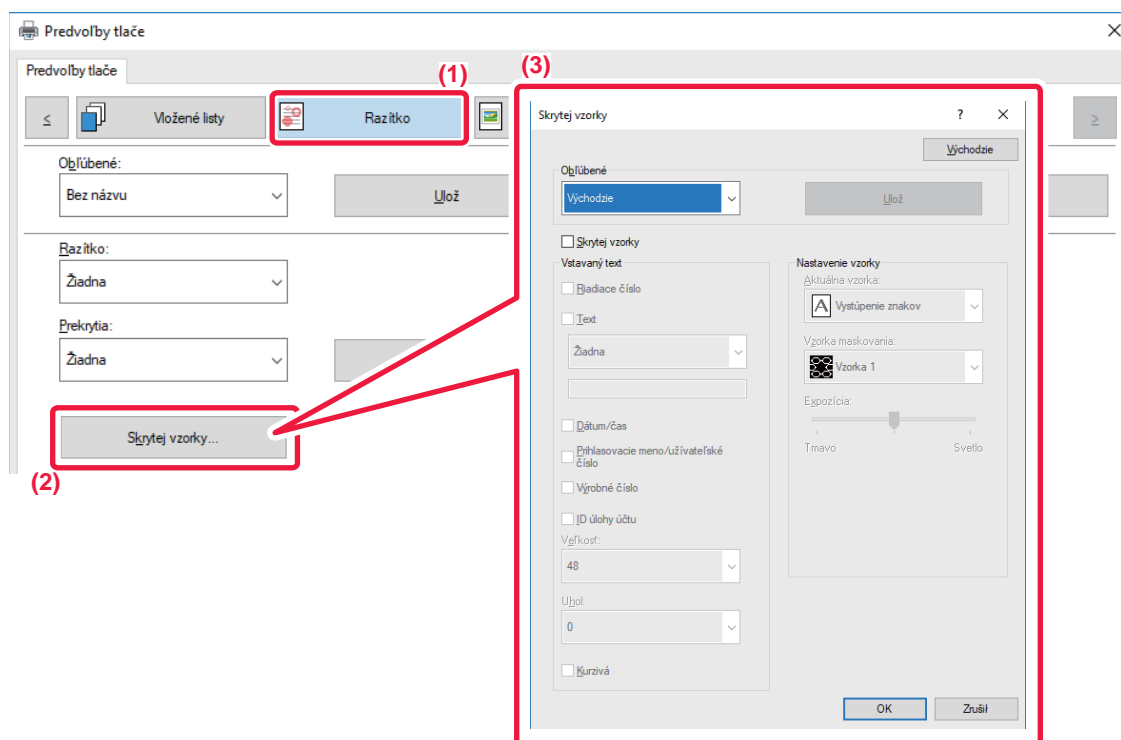 Predvoľby tlače
Predvoľby tlače
(1)
(3)
≤
Vložené listy
Razítko
≥
Obľúbené:
Bez názvu
Ulož
Razítko:
Žiadna
Prekrytia:
Žiadna
Skrytej vzorky...
(2)
Skrytej vzorky
?
Východzie
Obľúbené
Východzie
Ulož
Skrytej vzorky
Vstavaný text
Riadiace číslo
Text
Žiadna
Dátum/čas
Prihlasovacie meno/užívateľské
číslo
Výrobné číslo
ID úlohy účtu
Veľkosť:
48
Uhol:
0
Kurzivá
Nastavenie vzorky
Aktuálna vzorka:
A
Vystúpenie znakov
Vzorka maskovania:
Vzorka 1
Expozícia:
Tmavo
Svetlo
OK
Zrušiť